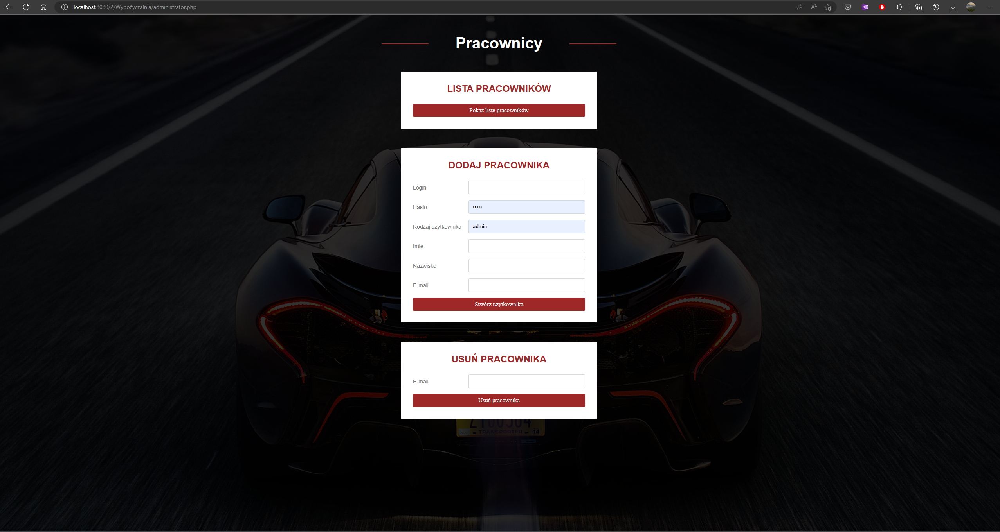 localhost:8080/2/Wypożyczalnia/administrator.php
Pracownicy
LISTA PRACOWNIKÓW
Pokaż listę pracowników
DODAJ PRACOWNIKA
Login
Hasło •••••
Rodzaj użytkownika admin
Imię
Nazwisko
E-mail
Stwórz użytkownika
USUŃ PRACOWNIKA
E-mail
Usuń pracownika
TRANSPORTER 14